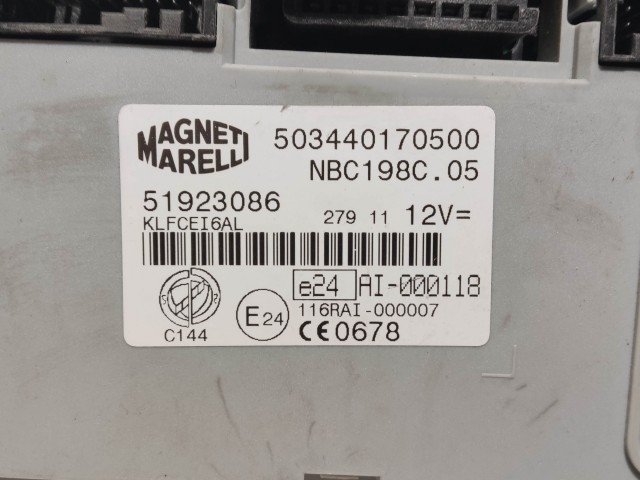 MAGNETI MARELLI
503440170500
NBC198C.05
51923086
KLFCEI6AL
279 11 12V=
e24 AI-000118
116RAI-000007
E24
C144
CE0678